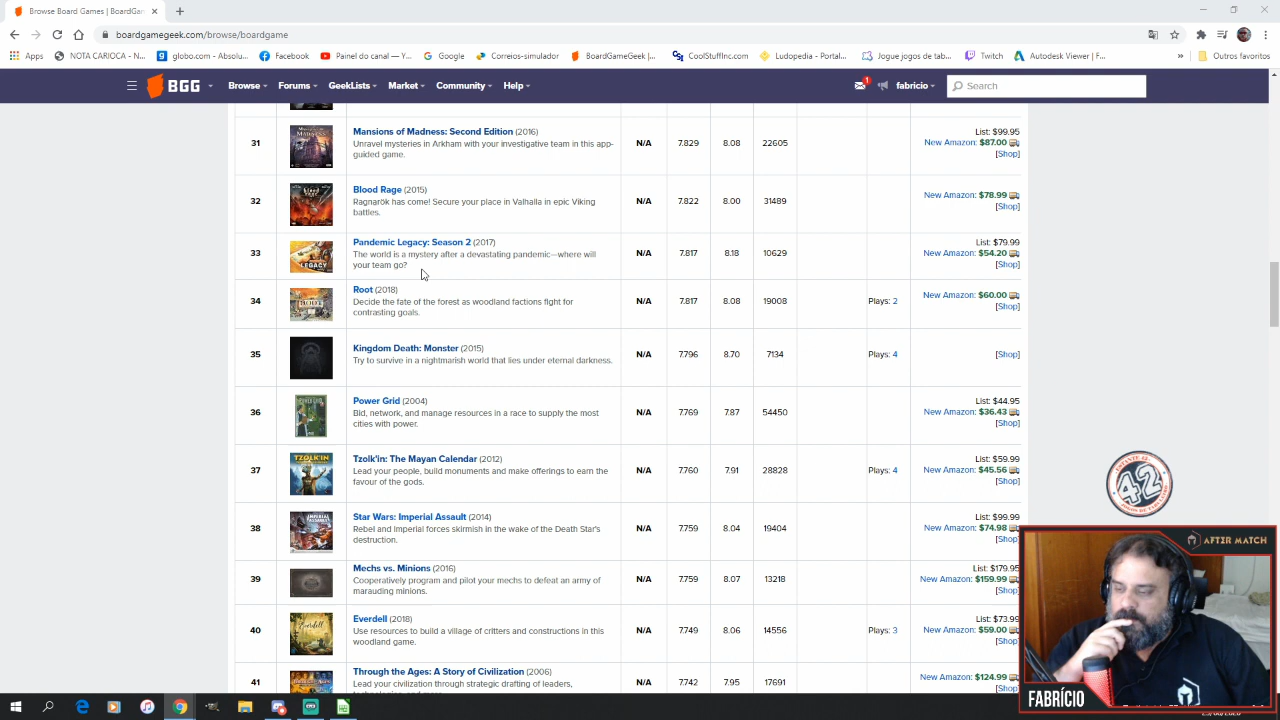 Browse Board Games | BoardGam
boardgamegeek.com/browse/boardgame
Apps NOTA CARIOCA - N... globo.com - Absolu... Facebook Painel do canal — Y... Google Correios-simulador BoardGameGeek |... CoolStuffInc.com Ludopedia - Portal... Jogue jogos de tab... Twitch Autodesk Viewer | F... » Outros favoritos
BGG Browse Forums GeekLists Market Community Help 1 fabricio Search
31 Mansions of Madness: Second Edition (2016) N/A 7.829 8.08 22605 List: $99.95
Unravel mysteries in Arkham with your investigative team in this app- New Amazon: $87.00
guided game. [Shop]
32 Blood Rage (2015) N/A 7.822 8.00 31489 New Amazon: $78.99
Ragnarök has come! Secure your place in Valhalla in epic Viking [Shop]
battles.
33 Pandemic Legacy: Season 2 (2017) N/A 7.817 8.18 10629 List: $79.99
The world is a mystery after a devastating pandemic—where will New Amazon: $54.20
your team go? [Shop]
34 Root (2018) N/A 7.817 8.08 19008 Plays: 2 New Amazon: $60.00
Decide the fate of the forest as woodland factions fight for [Shop]
contrasting goals.
35 Kingdom Death: Monster (2015) N/A 7.796 8.70 7134 Plays: 4 [Shop]
Try to survive in a nightmarish world that lies under eternal darkness.
36 Power Grid (2004) N/A 7.769 7.87 54450 List: $44.95
Bid, network, and manage resources in a race to supply the most New Amazon: $36.43
cities with power. [Shop]
37 Tzolk'in: The Mayan Calendar (2012) N/A 7.760 7.91 28828 Plays: 4 List: $59.99
Lead your people, build monuments and make offerings to earn the New Amazon: $45.56
favour of the gods. [Shop]
38 Star Wars: Imperial Assault (2014) N/A 7.759 8.04 19404 List: $99.99
Rebel and Imperial forces skirmish in the wake of the Death Star's New Amazon: $74.98
destruction. [Shop]
39 Mechs vs. Minions (2016) N/A 7.759 8.07 13218 List: $179.95
Cooperatively program and pilot your mechs to defeat an army of New Amazon: $159.99
marauding minions. [Shop]
40 Everdell (2018) N/A 7.749 8.06 14556 Plays: 3 List: $73.99
Use resources to build a village of critters and constructions in this New Amazon: $59.00
woodland game. [Shop]
41 Through the Ages: A Story of Civilization (2006) N/A 7.742 7.95 17691 New Amazon: $124.99
Lead your civilization through strategic drafting of leaders, [Shop]
ESTANTE 42
42
JOGOS DE TABULEIRO
AFTER MATCH
FABRÍCIO